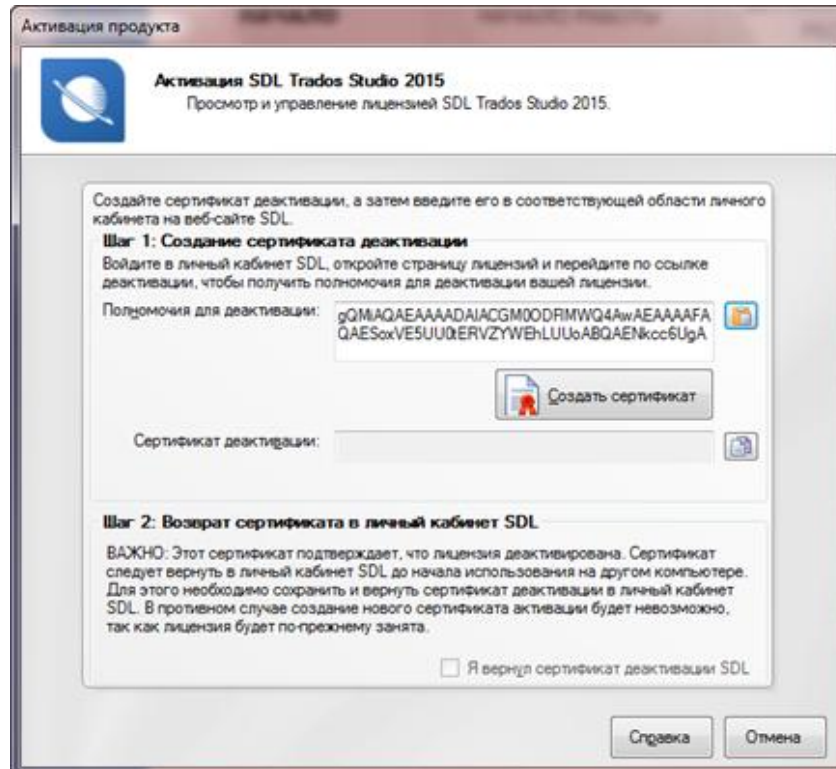 Активация продукта
Активация SDL Trados Studio 2015
Просмотр и управление лицензией SDL Trados Studio 2015.
Создайте сертификат деактивации, а затем введите его в соответствующей области личного
кабинета на веб-сайте SDL.
Шаг 1: Создание сертификата деактивации
Войдите в личный кабинет SDL, откройте страницу лицензий и перейдите по ссылке
деактивации, чтобы получить полномочия для деактивации вашей лицензии.
Полномочия для деактивации:
Создать сертификат
Сертификат деактивации:
Шаг 2: Возврат сертификата в личный кабинет SDL
ВАЖНО: Этот сертификат подтверждает, что лицензия деактивирована. Сертификат
следует вернуть в личный кабинет SDL до начала использования на другом компьютере.
Для этого необходимо сохранить и вернуть сертификат деактивации в личный кабинет
SDL. В противном случае создание нового сертификата активации будет невозможно,
так как лицензия будет по-прежнему занята.
Я вернул сертификат деактивации SDL
Справка
Отмена